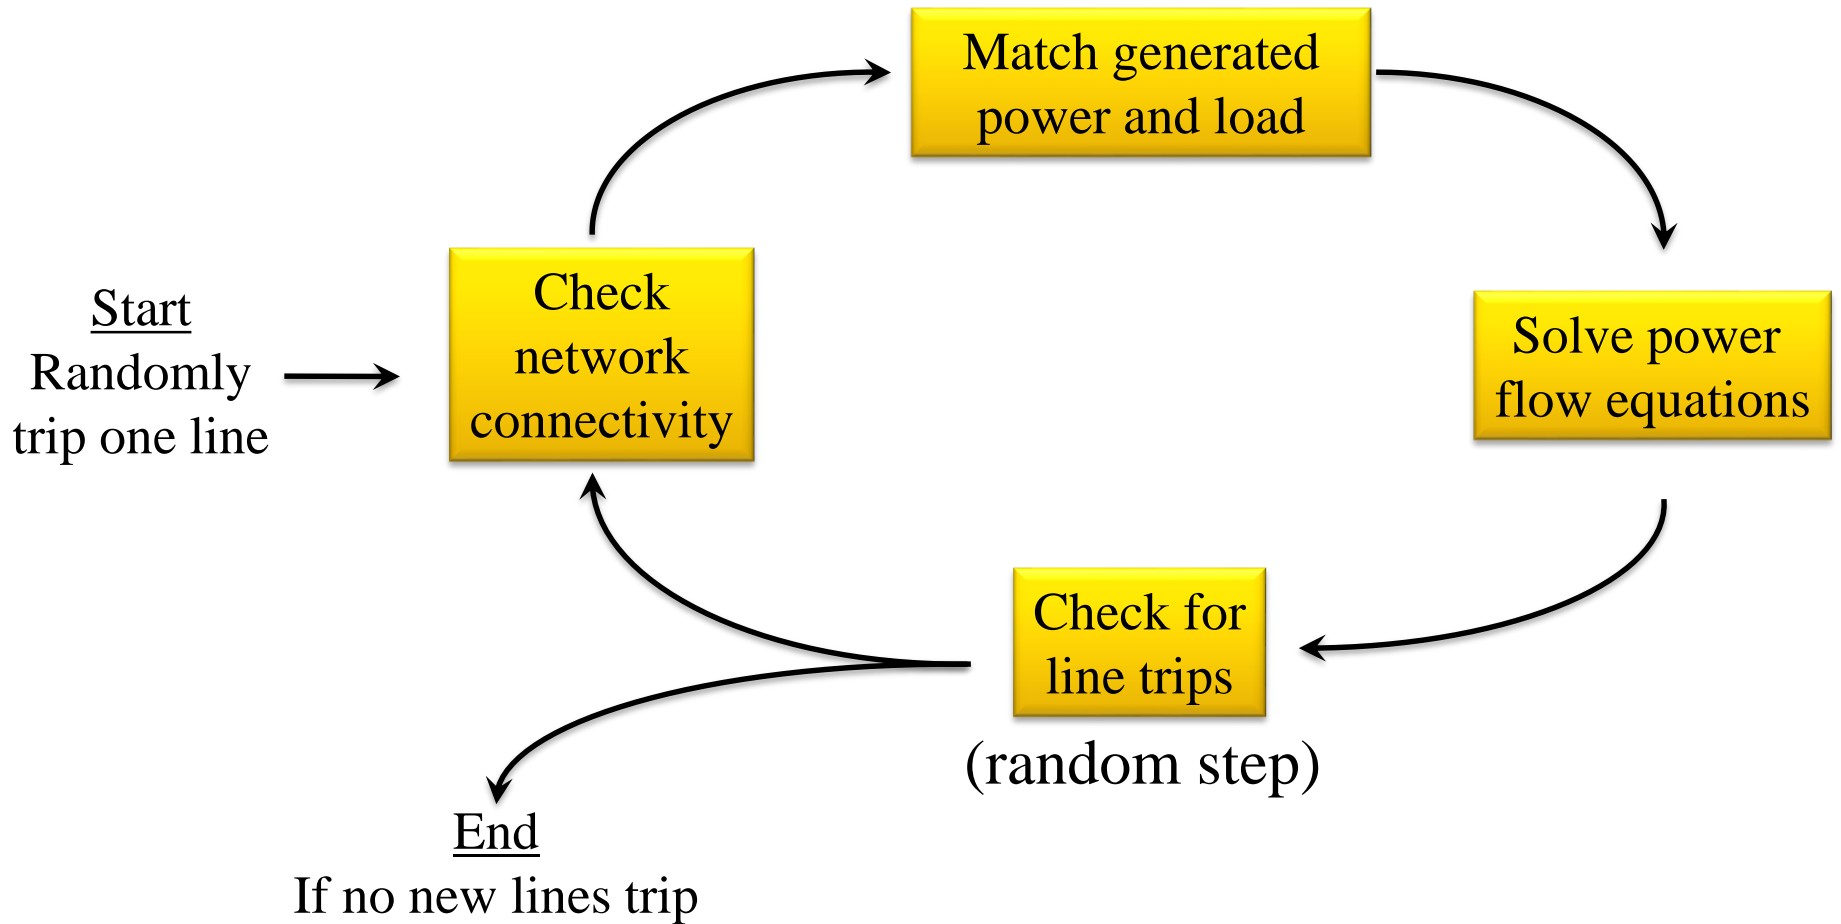 Match generated
power and load
Start
Randomly
trip one line
Check
network
connectivity
Solve power
flow equations
Check for
line trips
(random step)
End
If no new lines trip